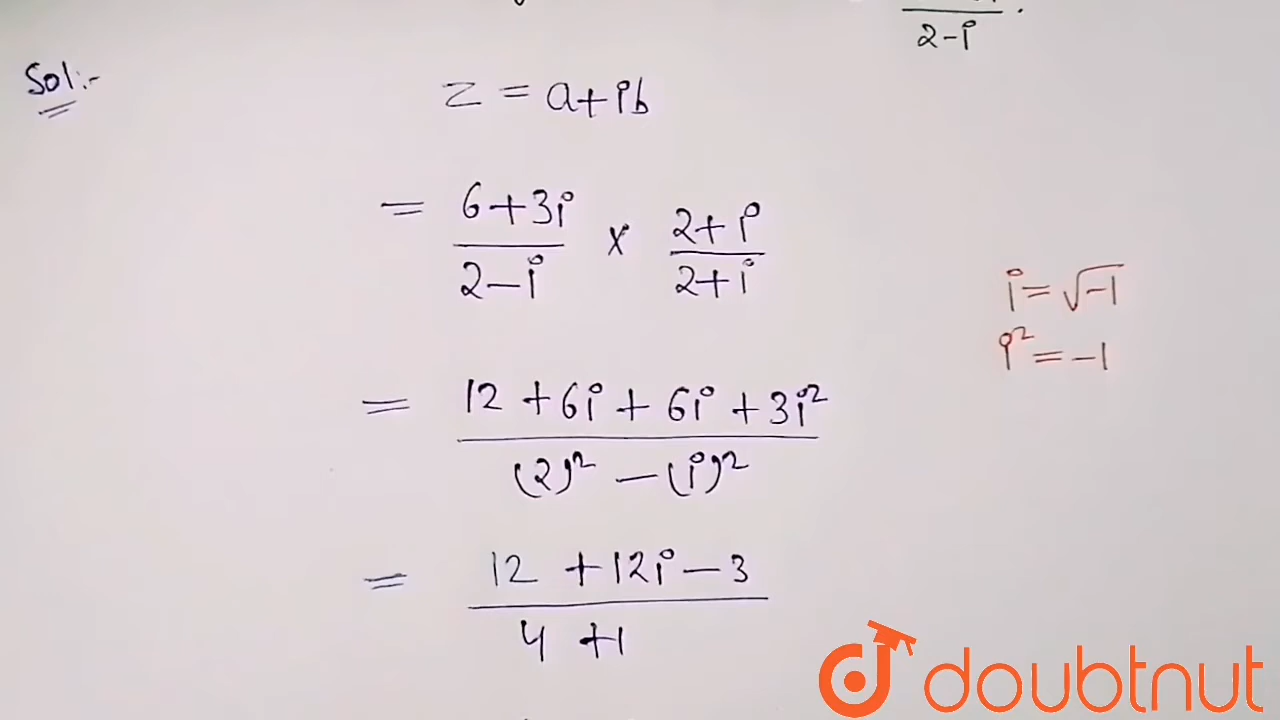 2-i .
Sol:-
z = a+ib
= 6+3i / 2-i × 2+i / 2+i
i = √-1
i² = -1
= 12 + 6i + 6i + 3i² / (2)² - (i)²
= 12 + 12i - 3 / 4 + 1
doubtnut